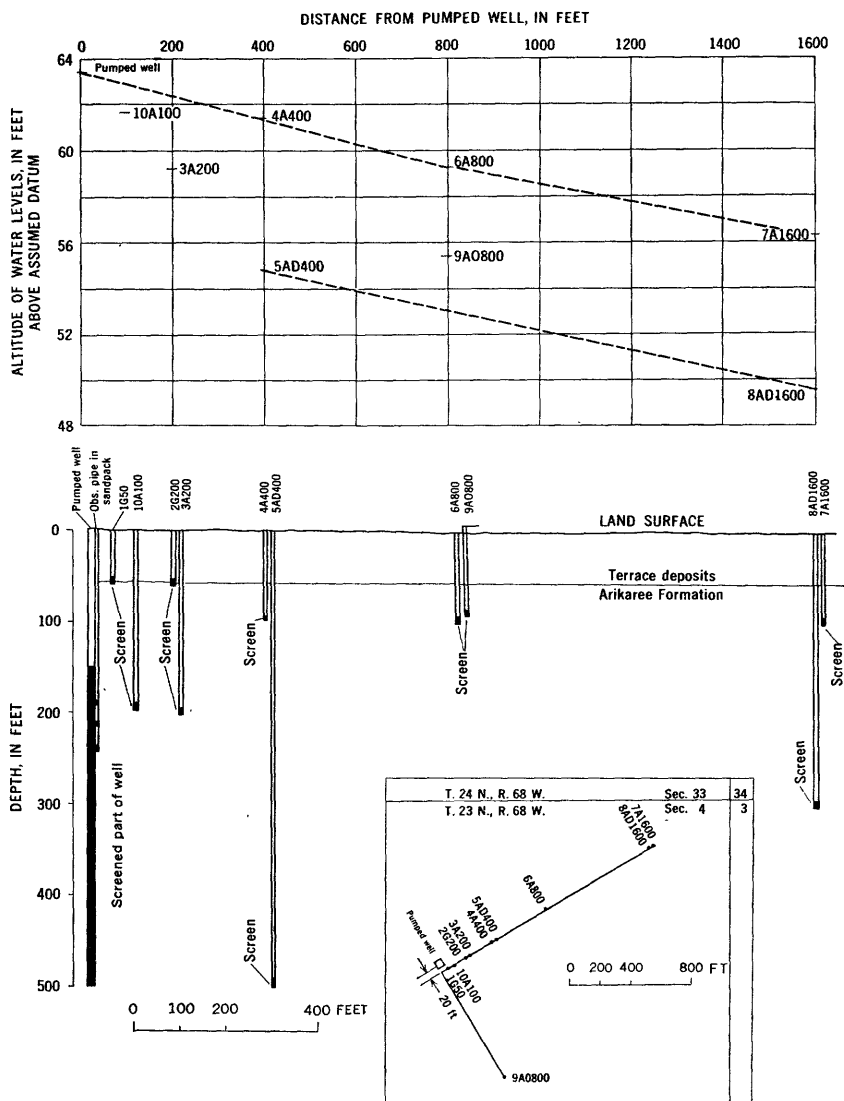 DISTANCE FROM PUMPED WELL, IN FEET
0 200 400 600 800 1000 1200 1400 1600
ALTITUDE OF WATER LEVELS, IN FEET
ABOVE ASSUMED DATUM
64
60
56
52
48
Pumped well
10A100
4A400
3A200
6A800
7A1600
9AO800
5AD400
8AD1600
Pumped well
Obs. pipe in
sandpack
1G50
10A100
2G200
3A200
4A400
5AD400
6A800
9AO800
8AD1600
7A1600
DEPTH, IN FEET
0
100
200
300
400
500
LAND SURFACE
Terrace deposits
Arikaree Formation
Screen
Screen
Screen
Screen
Screen
Screen
Screen
Screen
Screened part of well
0 100 200 400 FEET
T. 24 N., R. 68 W. Sec. 33 34
T. 23 N., R. 68 W. Sec. 4 3
7A1600
8AD1600
6A800
5AD400
4A400
3A200
2G200
Pumped well
10A100
1G50
20 ft
0 200 400 800 FT
9A0800